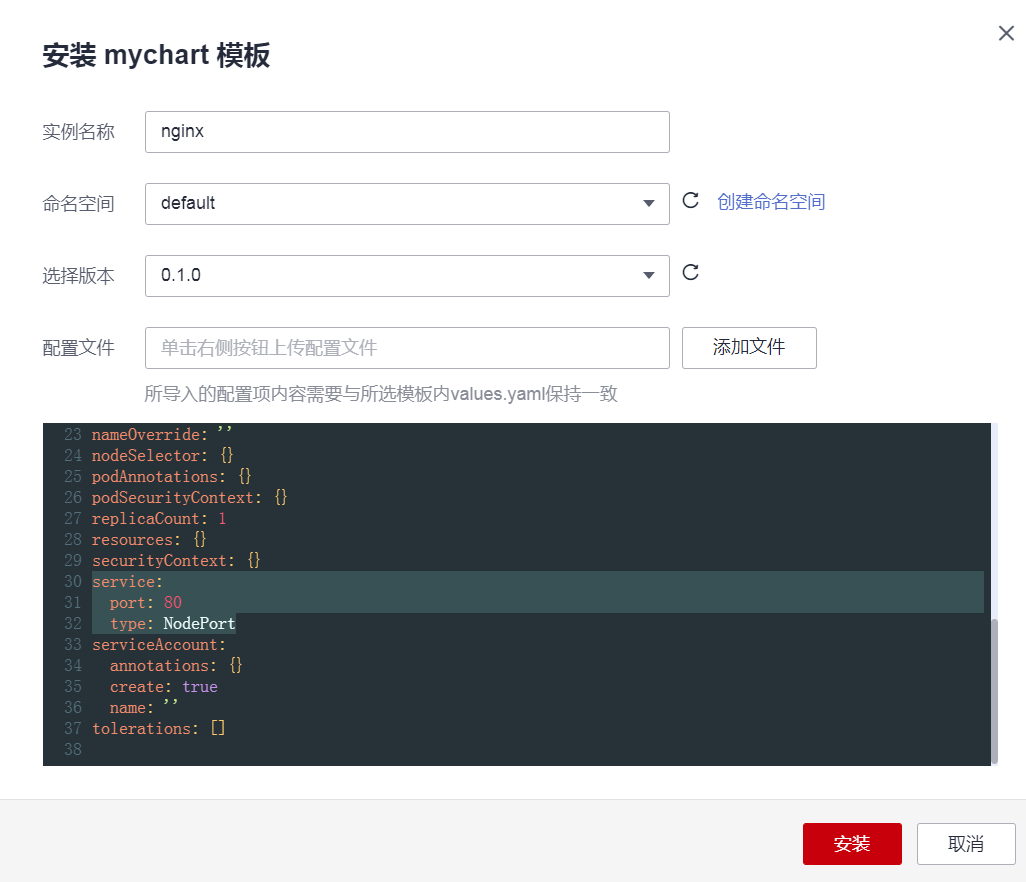 安装 mychart 模板
实例名称 nginx
命名空间 default 创建命名空间
选择版本 0.1.0
配置文件 单击右侧按钮上传配置文件 添加文件
所导入的配置项内容需要与所选模板内values.yaml保持一致
23 nameOverride: ''
24 nodeSelector: {}
25 podAnnotations: {}
26 podSecurityContext: {}
27 replicaCount: 1
28 resources: {}
29 securityContext: {}
30 service:
31   port: 80
32   type: NodePort
33 serviceAccount:
34   annotations: {}
35   create: true
36   name: ''
37 tolerations: []
38
安装 取消